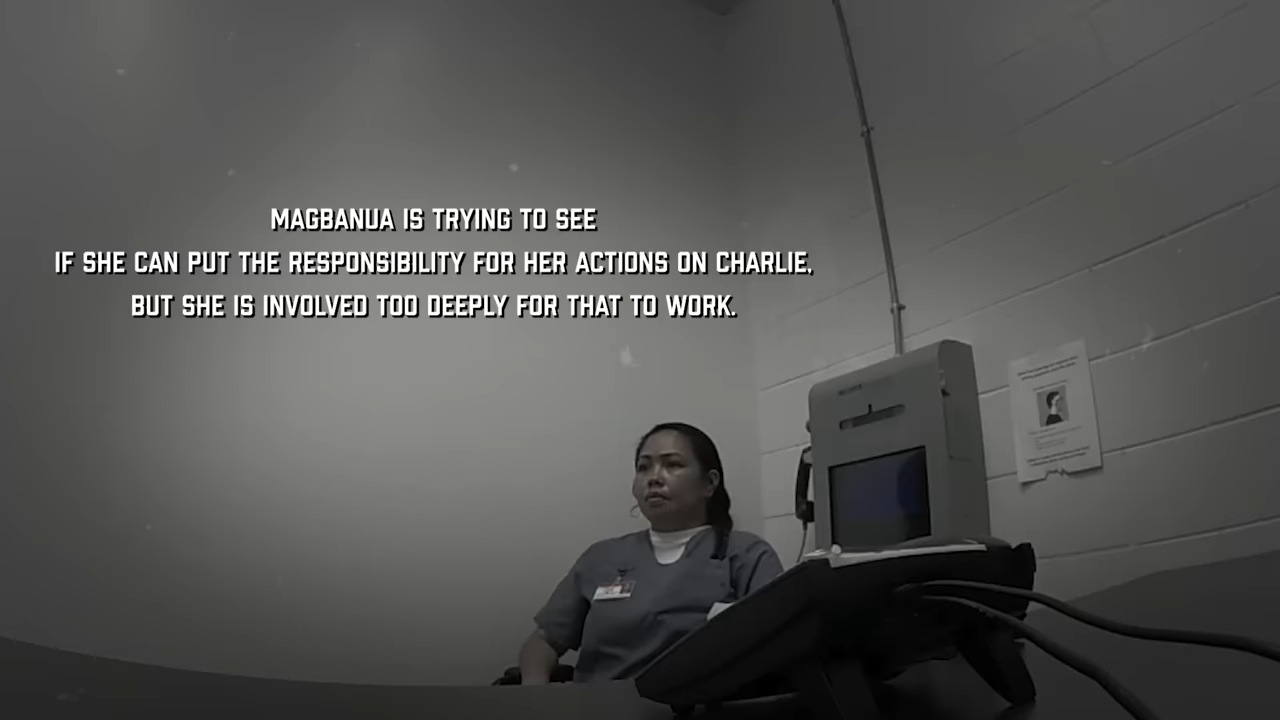 MAGBANUA IS TRYING TO SEE
IF SHE CAN PUT THE RESPONSIBILITY FOR HER ACTIONS ON CHARLIE,
BUT SHE IS INVOLVED TOO DEEPLY FOR THAT TO WORK.